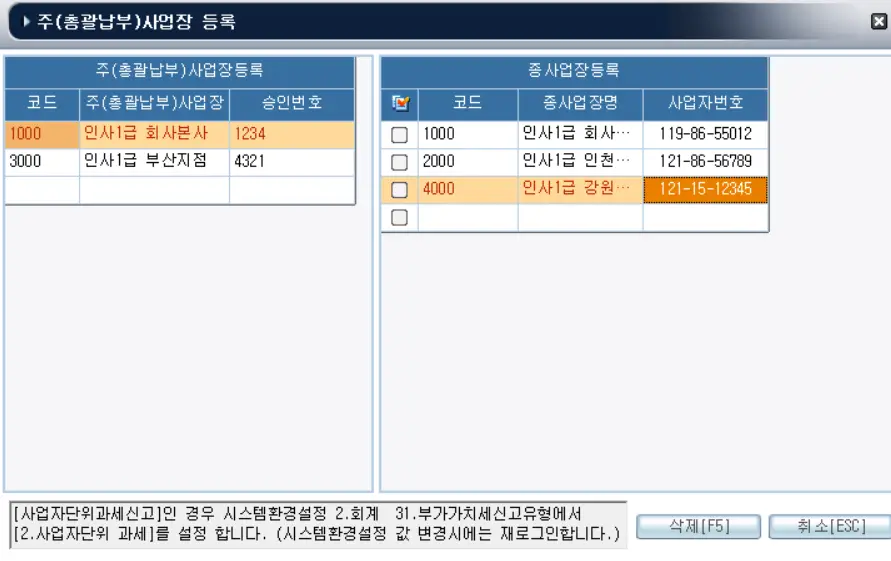 주(총괄납부)사업장 등록
주(총괄납부)사업장등록
코드 주(총괄납부)사업장 승인번호
1000 인사1급 회사본사 1234
3000 인사1급 부산지점 4321
종사업장등록
코드 종사업장명 사업자번호
1000 인사1급 회사… 119-86-55012
2000 인사1급 인천… 121-86-56789
4000 인사1급 강원… 121-15-12345
[사업자단위과세신고]인 경우 시스템환경설정 2.회계 31.부가가치세신고유형에서
[2.사업자단위 과세]를 설정 합니다. (시스템환경설정 값 변경시에는 재로그인합니다.)
삭제[F5] 취소[ESC]